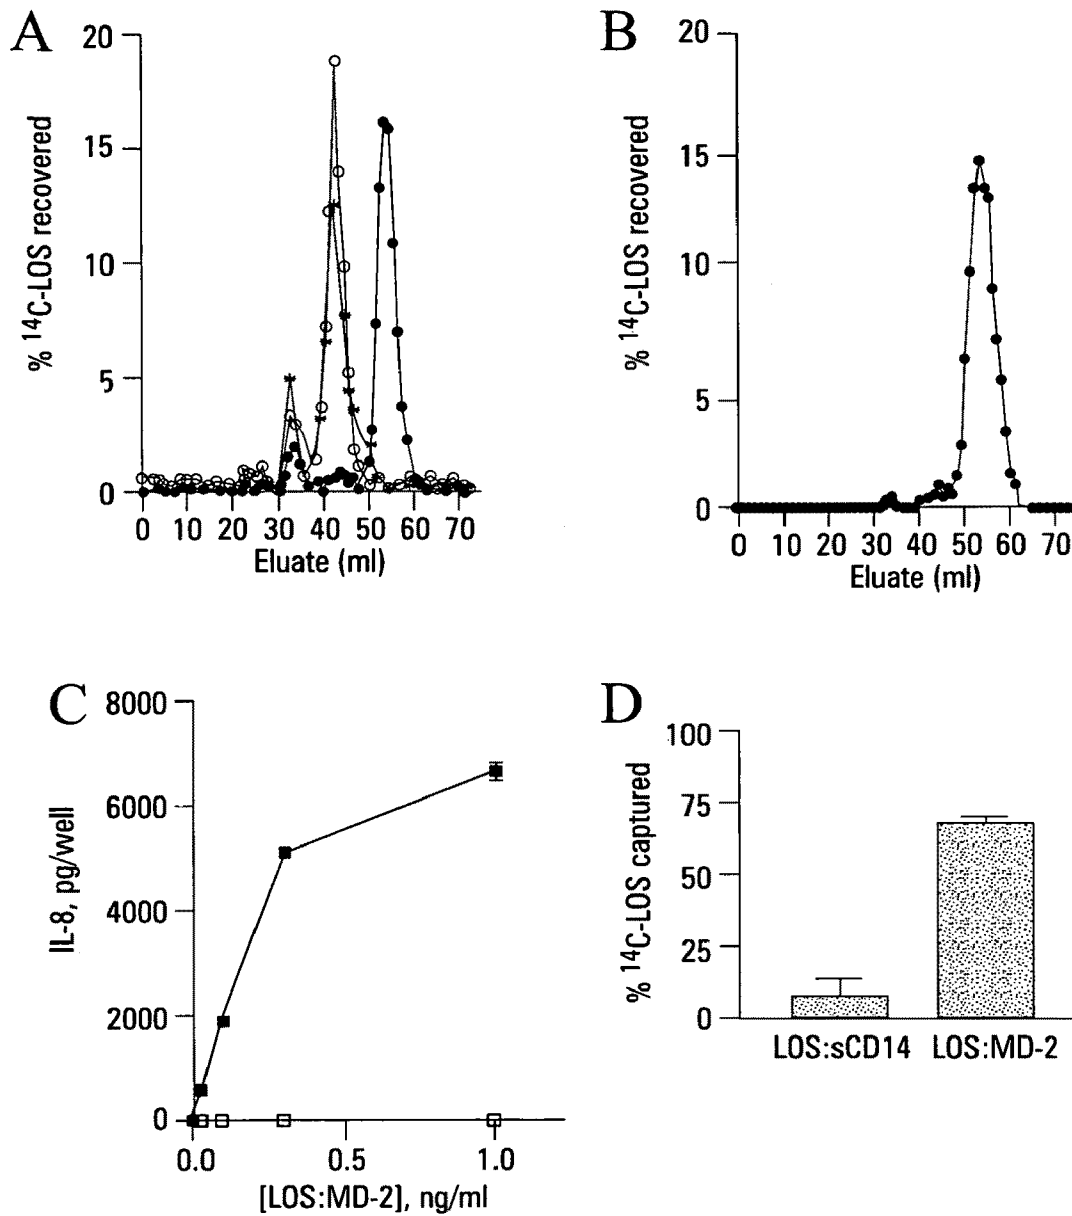 A
% ¹⁴C-LOS recovered
20
15
10
5
0
0 10 20 30 40 50 60 70
Eluate (ml)
B
% ¹⁴C-LOS recovered
20
15
10
5
0
0 10 20 30 40 50 60 70
Eluate (ml)
C
IL-8, pg/well
8000
6000
4000
2000
0
0.0 0.5 1.0
[LOS:MD-2], ng/ml
D
% ¹⁴C-LOS captured
100
75
50
25
0
LOS:sCD14 LOS:MD-2